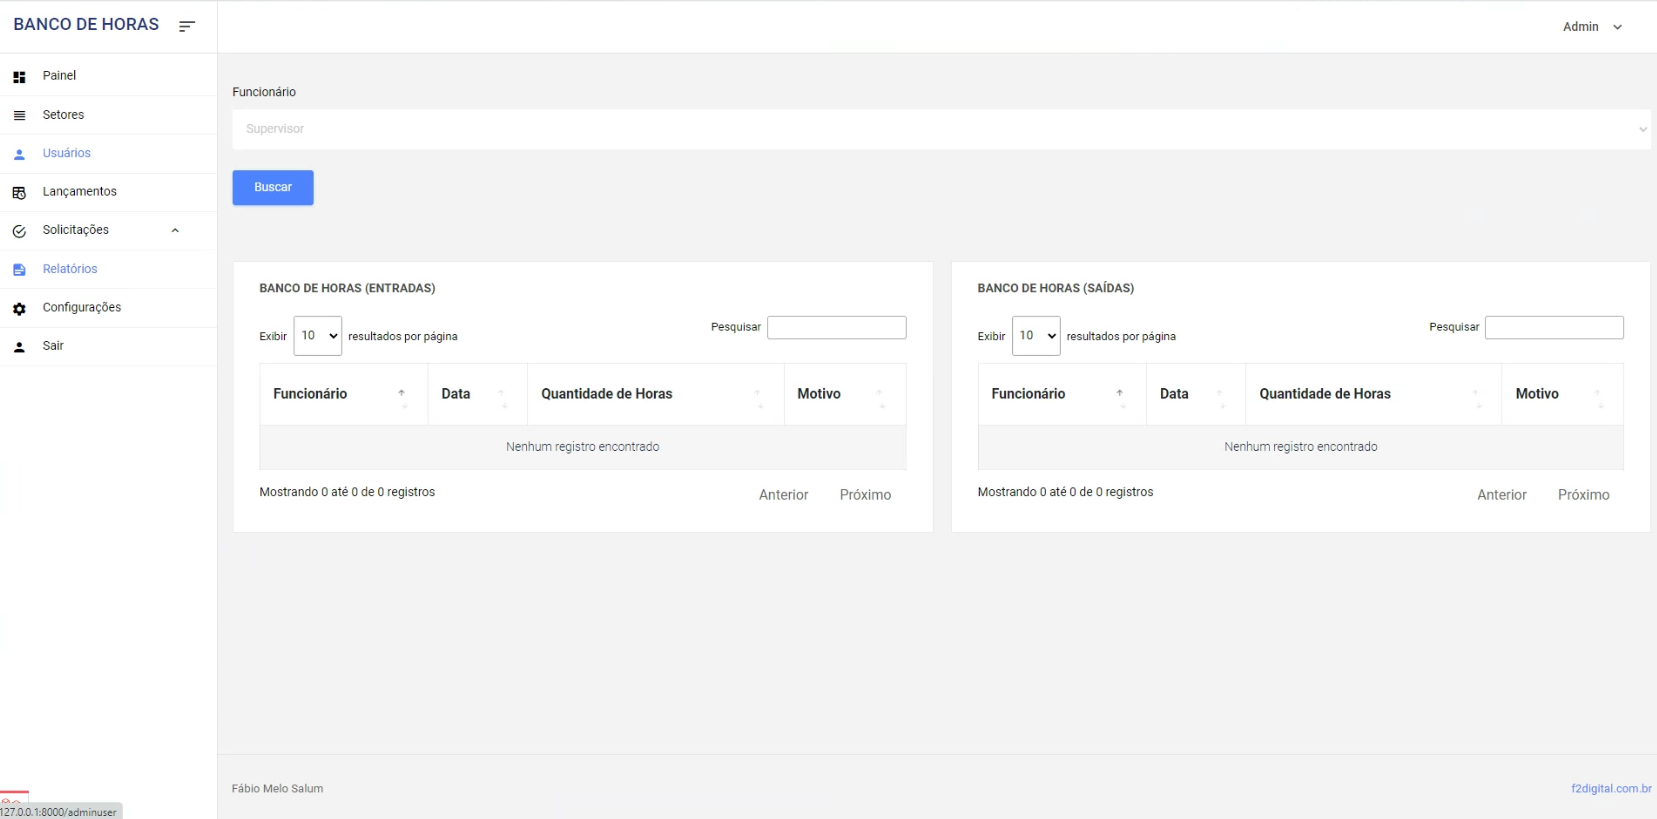 BANCO DE HORAS
Admin
Painel
Setores
Usuários
Lançamentos
Solicitações
Relatórios
Configurações
Sair
Funcionário
Supervisor
Buscar
BANCO DE HORAS (ENTRADAS)
Exibir 10 resultados por página
Pesquisar
Funcionário Data Quantidade de Horas Motivo
Nenhum registro encontrado
Mostrando 0 até 0 de 0 registros
Anterior Próximo
BANCO DE HORAS (SAÍDAS)
Exibir 10 resultados por página
Pesquisar
Funcionário Data Quantidade de Horas Motivo
Nenhum registro encontrado
Mostrando 0 até 0 de 0 registros
Anterior Próximo
Fábio Melo Salum
f2digital.com.br
127.0.0.1:8000/adminuser